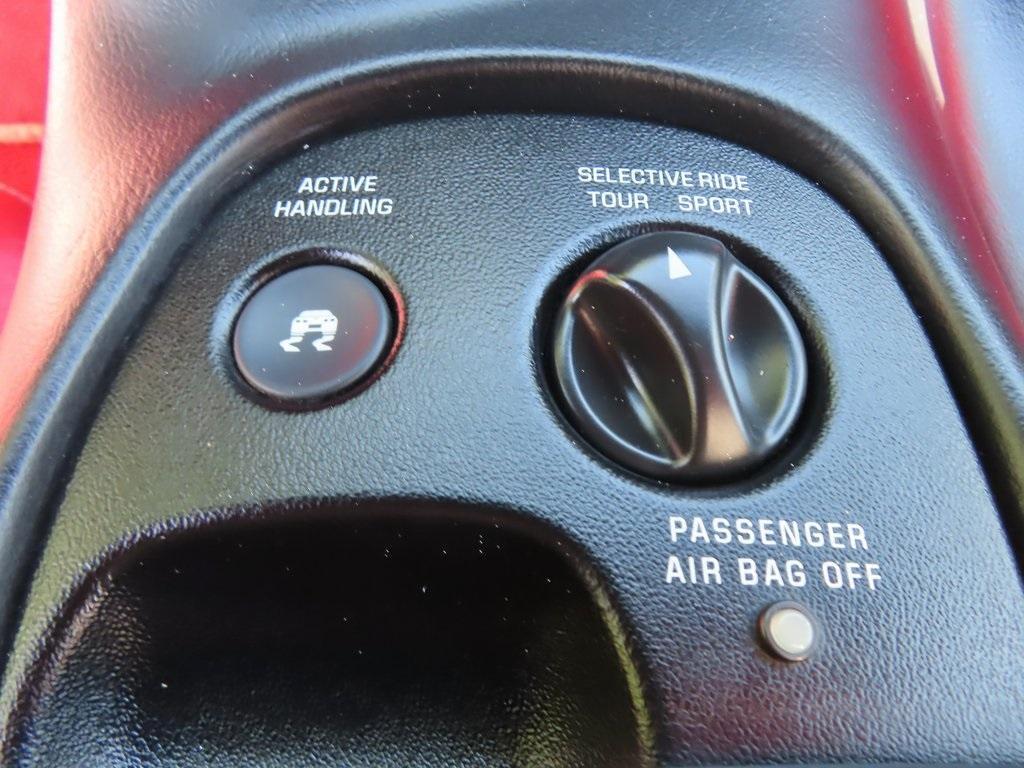 ACTIVE
HANDLING
SELECTIVE RIDE
TOUR SPORT
PASSENGER
AIR BAG OFF